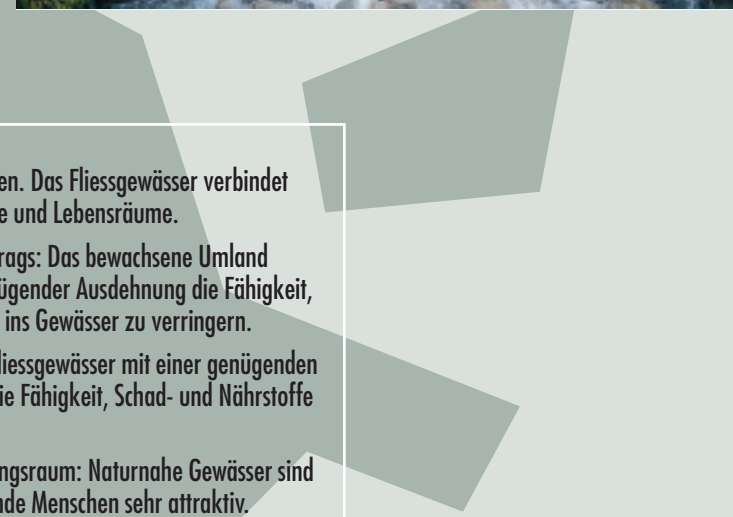 en. Das Fliessgewässer verbindet
e und Lebensräume.
rags: Das bewachsene Umland
ügender Ausdehnung die Fähigkeit,
ins Gewässer zu verringern.
liessgewässer mit einer genügenden
ie Fähigkeit, Schad- und Nährstoffe
ngsraum: Naturnahe Gewässer sind
nde Menschen sehr attraktiv.